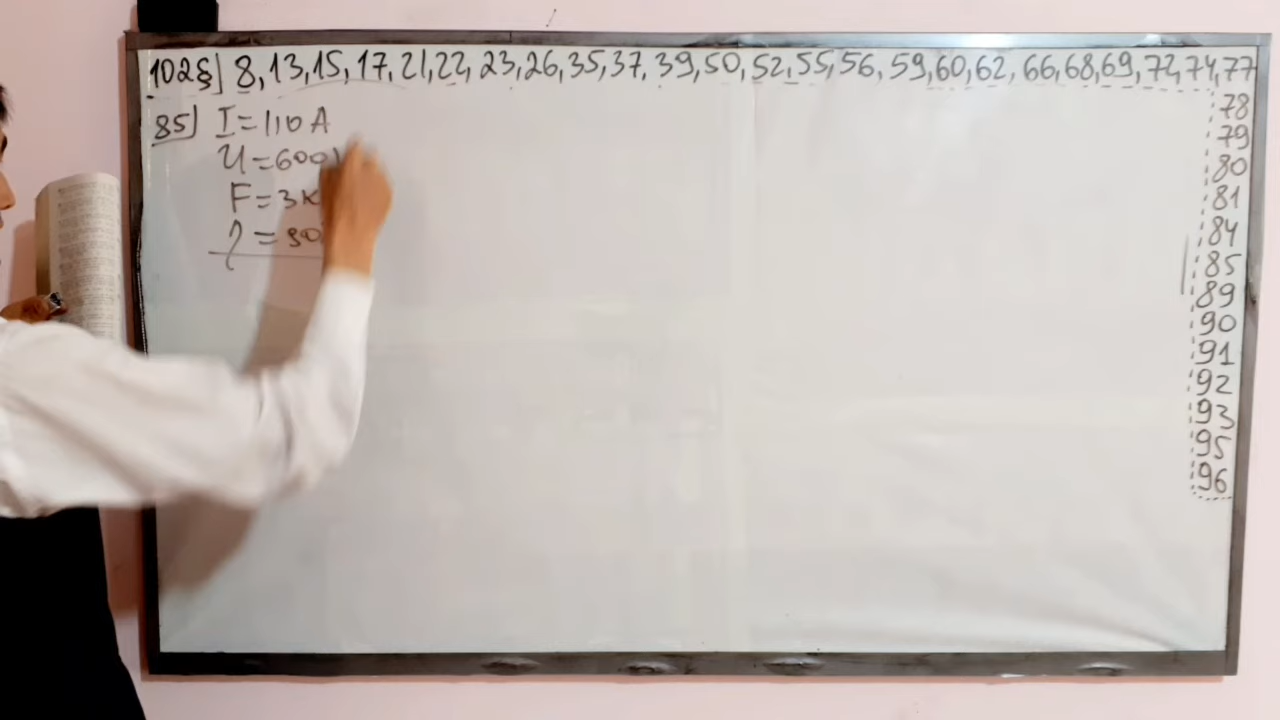 102§] 8, 13, 15, 17, 21, 22, 23, 26, 35, 37, 39, 50, 52, 55, 56, 59, 60, 62, 66, 68, 69, 72, 74, 77
78
79
80
81
84
85
89
90
91
92
93
95
96
85] I=110A
U=600
F=3K
η=90